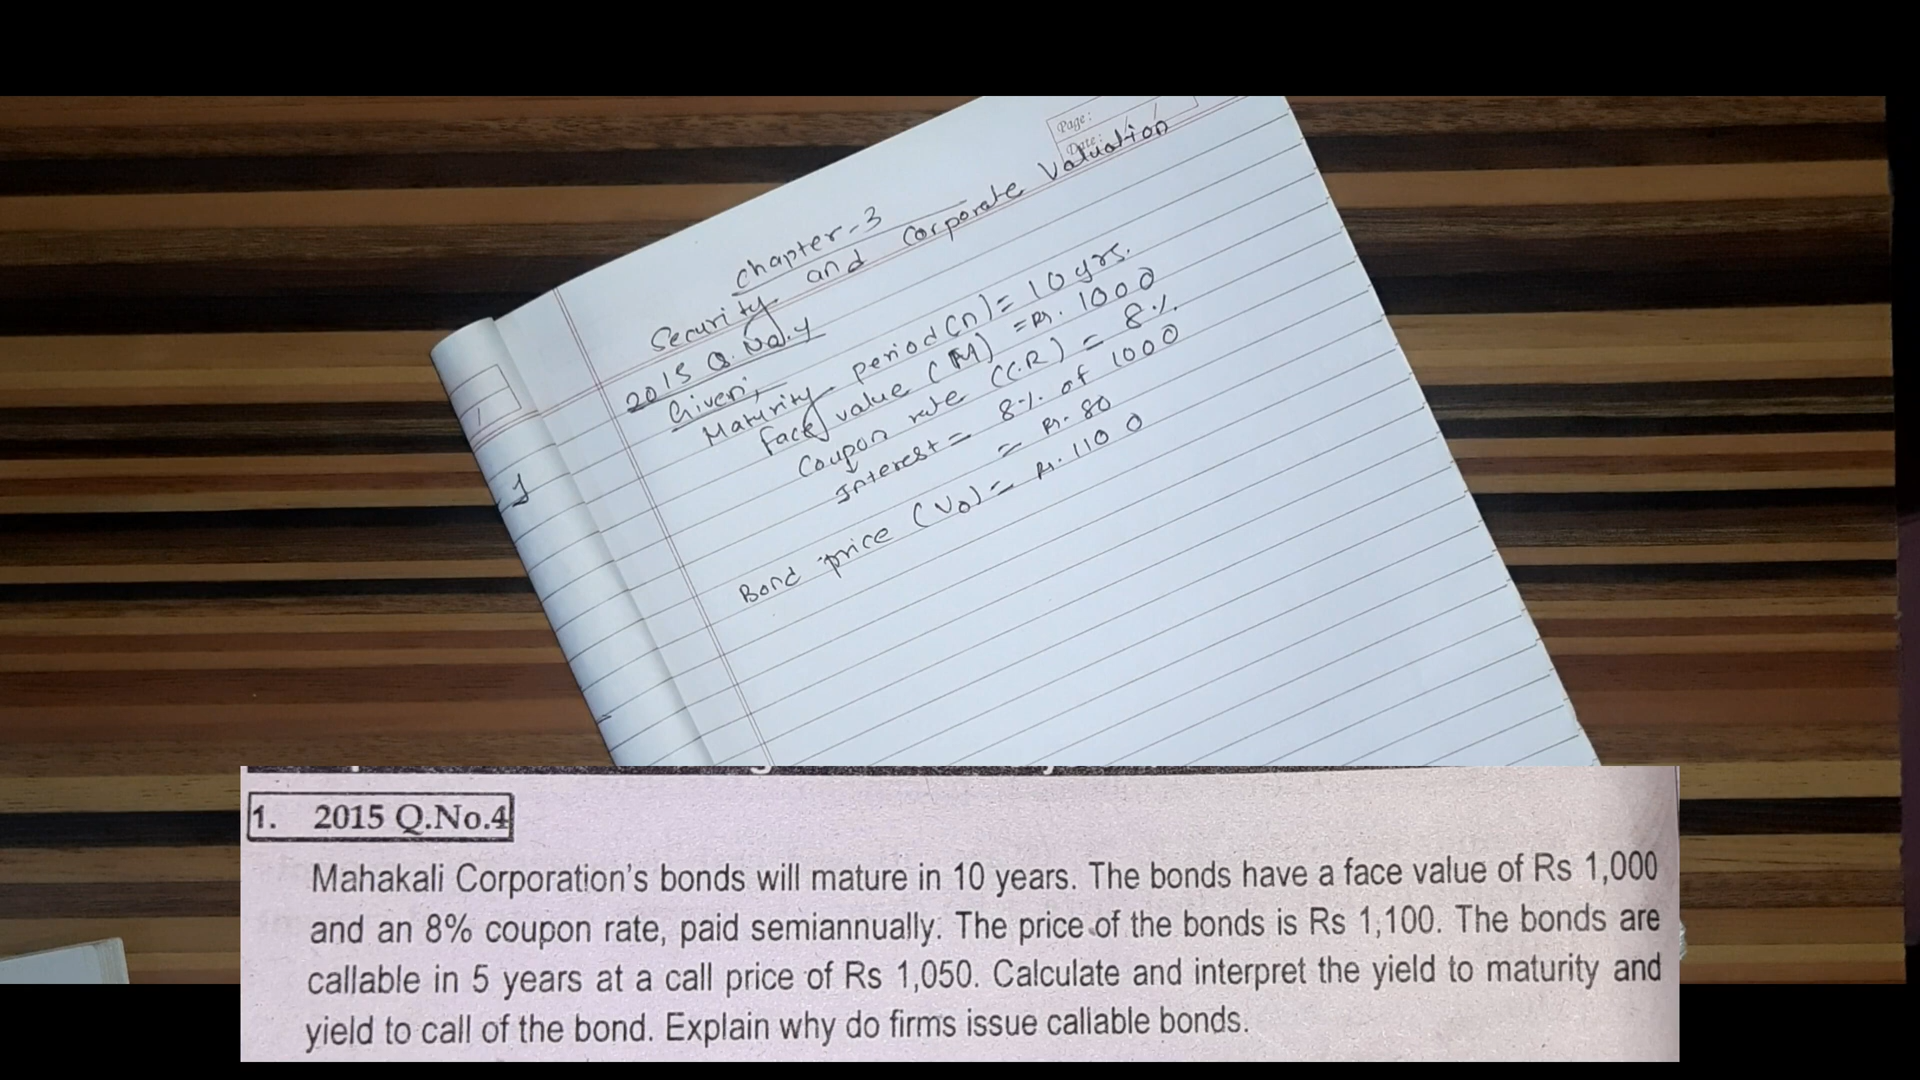 Page:
Date:
chapter-3
Security and Corporate Valuation
2015 Q.No.4
Given,
Maturity period (n) = 10 yrs.
Face value (M) = Rs. 1000
Coupon rate (C.R) = 8%
Interest = 8% of 1000
= Rs. 80
Bond price (V0) = Rs. 1100
1. 2015 Q.No.4
Mahakali Corporation's bonds will mature in 10 years. The bonds have a face value of Rs 1,000
and an 8% coupon rate, paid semiannually. The price of the bonds is Rs 1,100. The bonds are
callable in 5 years at a call price of Rs 1,050. Calculate and interpret the yield to maturity and
yield to call of the bond. Explain why do firms issue callable bonds.